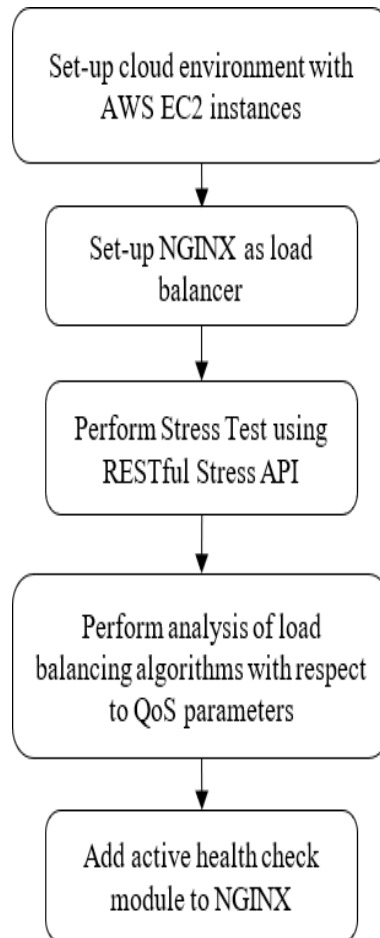 Set-up cloud environment with
AWS EC2 instances
Set-up NGINX as load
balancer
Perform Stress Test using
RESTful Stress API
Perform analysis of load
balancing algorithms with respect
to QoS parameters
Add active health check
module to NGINX